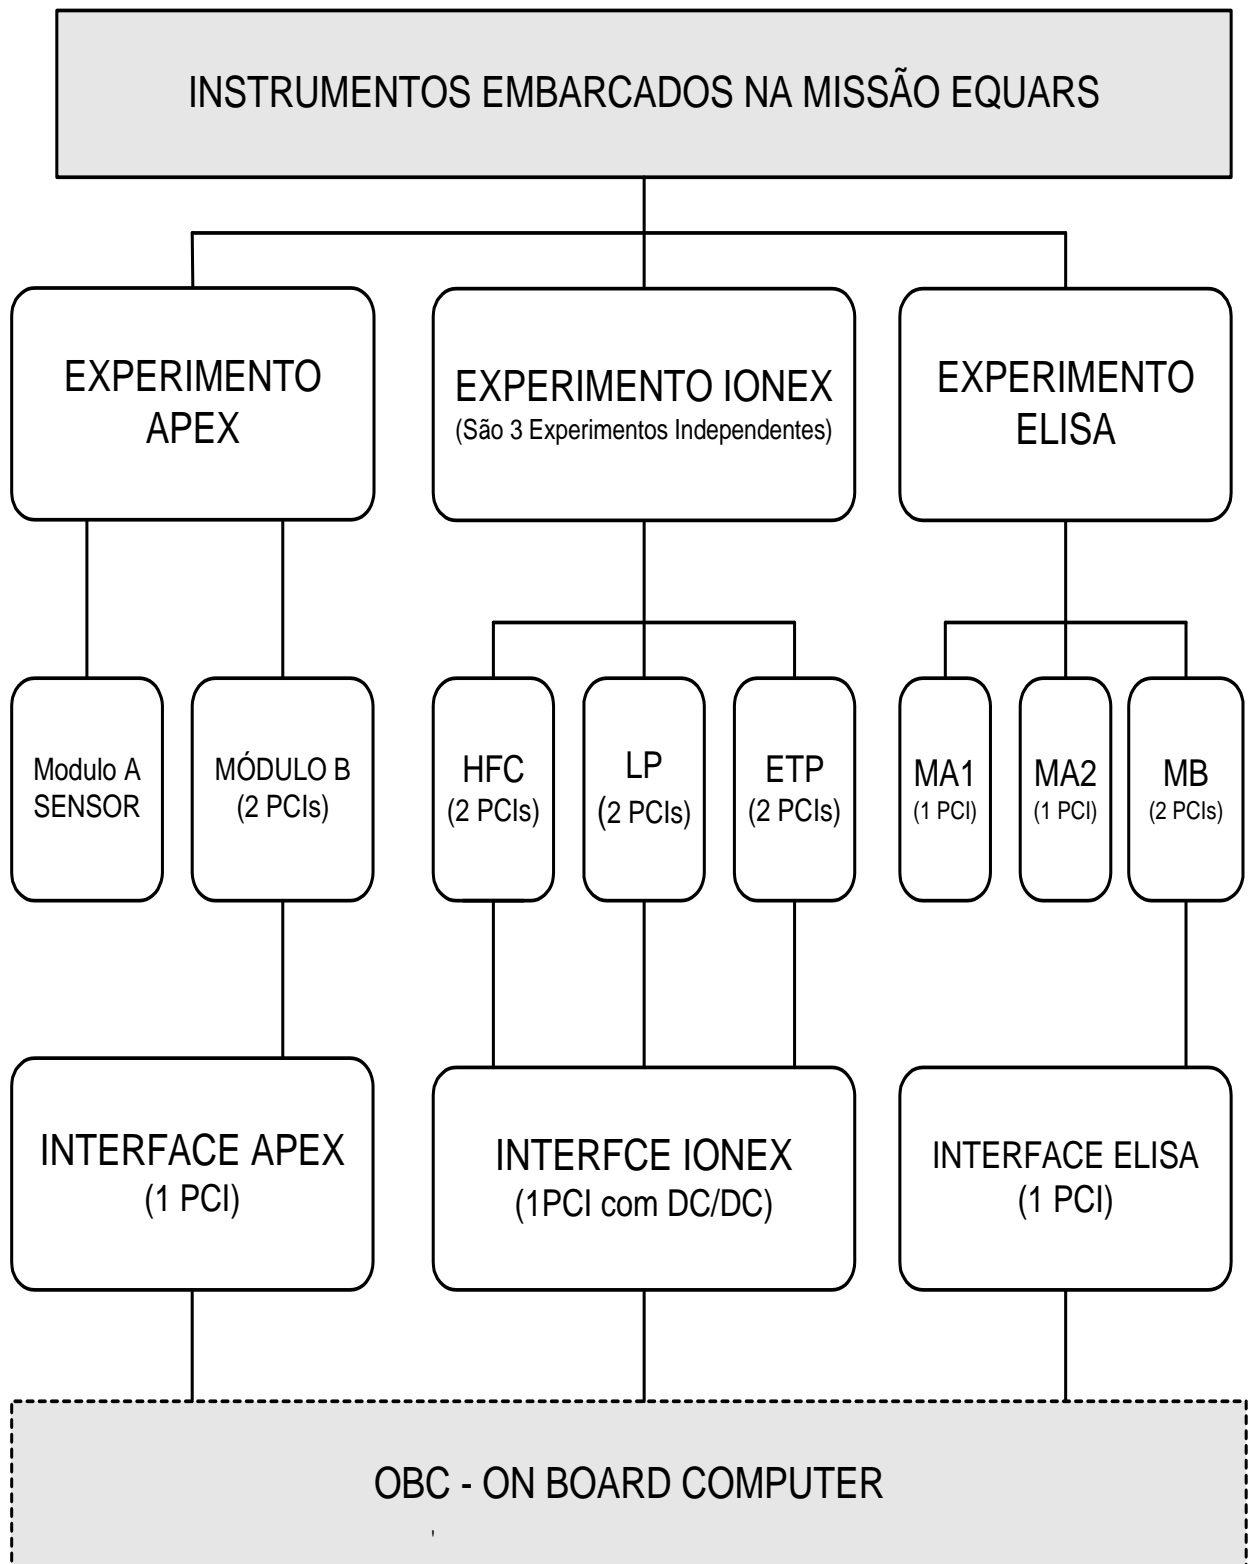 INSTRUMENTOS EMBARCADOS NA MISSÃO EQUARS
EXPERIMENTO
APEX
EXPERIMENTO IONEX
(São 3 Experimentos Independentes)
EXPERIMENTO
ELISA
Modulo A
SENSOR
MÓDULO B
(2 PCIs)
HFC
(2 PCIs)
LP
(2 PCIs)
ETP
(2 PCIs)
MA1
(1 PCI)
MA2
(1 PCI)
MB
(2 PCIs)
INTERFACE APEX
(1 PCI)
INTERFCE IONEX
(1PCI com DC/DC)
INTERFACE ELISA
(1 PCI)
OBC - ON BOARD COMPUTER